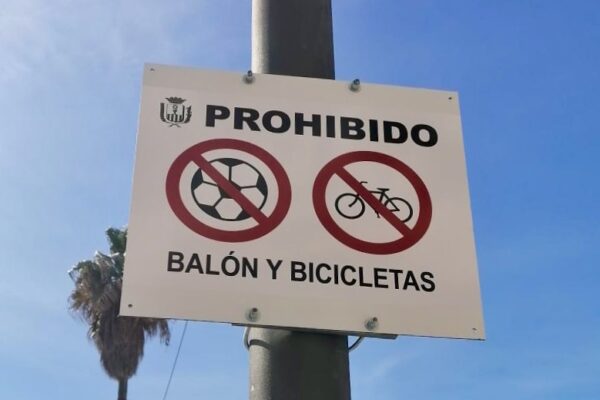 PROHIBIDO
BALÓN Y BICICLETAS